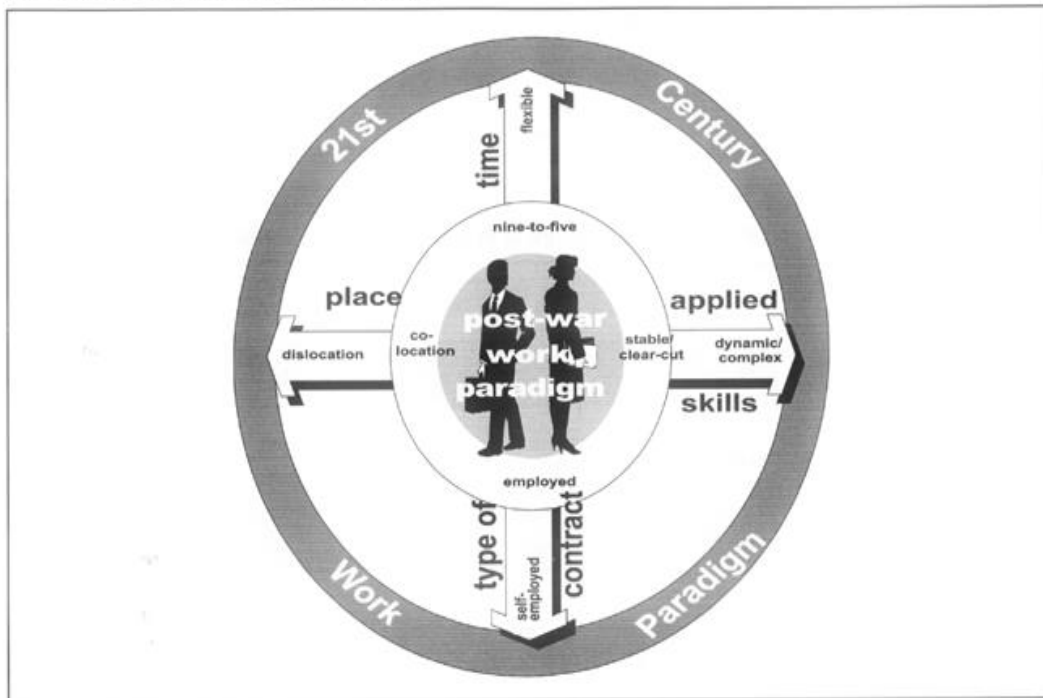 21st
Century
flexible
time
nine-to-five
place
applied
co-
location
post-war
work
paradigm
stable/
clear-cut
dislocation
dynamic/
complex
skills
employed
type of
contract
self-
employed
Work
Paradigm